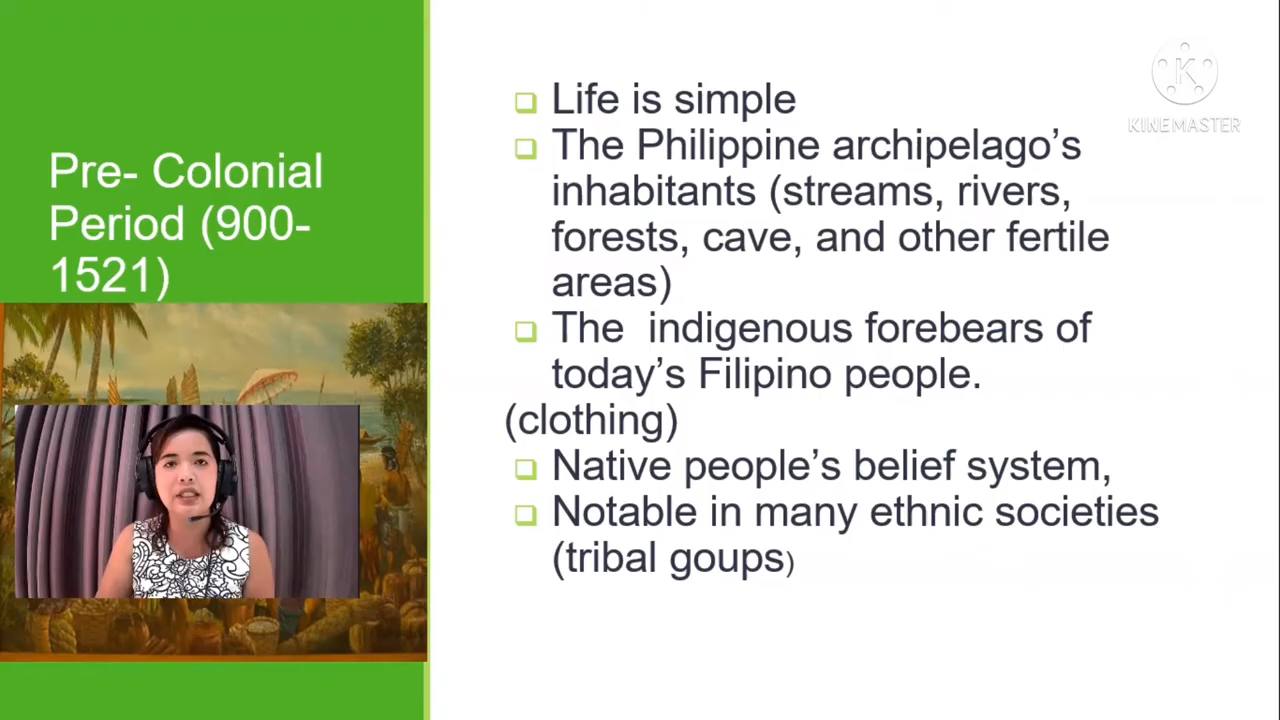 Pre- Colonial
Period (900-
1521)
Life is simple
The Philippine archipelago's
inhabitants (streams, rivers,
forests, cave, and other fertile
areas)
The  indigenous forebears of
today's Filipino people.
(clothing)
Native people's belief system,
Notable in many ethnic societies
(tribal goups)
K
KINEMASTER